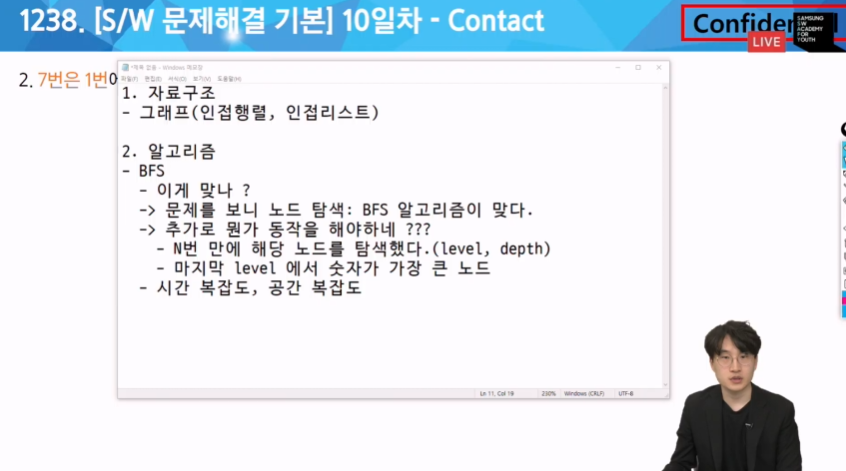 1238. [S/W 문제해결 기본] 10일차 - Contact
Confidential
LIVE
SAMSUNG
SW
ACADEMY
FOR
YOUTH
2. 7번은 1번
*제목 없음 - Windows 메모장
파일(F) 편집(E) 서식(O) 보기(V) 도움말(H)
1. 자료구조
- 그래프(인접행렬, 인접리스트)
2. 알고리즘
- BFS
- 이게 맞나 ?
-> 문제를 보니 노드 탐색: BFS 알고리즘이 맞다.
-> 추가로 뭔가 동작을 해야하네 ???
- N번 만에 해당 노드를 탐색했다.(level, depth)
- 마지막 level 에서 숫자가 가장 큰 노드
- 시간 복잡도, 공간 복잡도
Ln 11, Col 19 230% Windows (CRLF) UTF-8